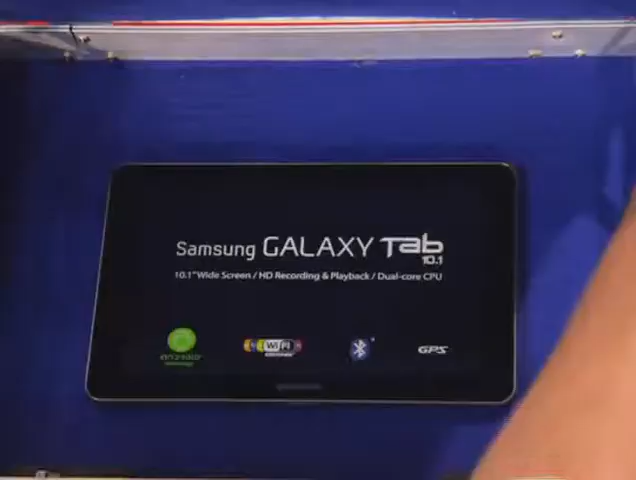 Samsung GALAXY Tab
10.1
10.1" Wide Screen / HD Recording & Playback / Dual-core CPU
ANDROID
Wi Fi
GPS